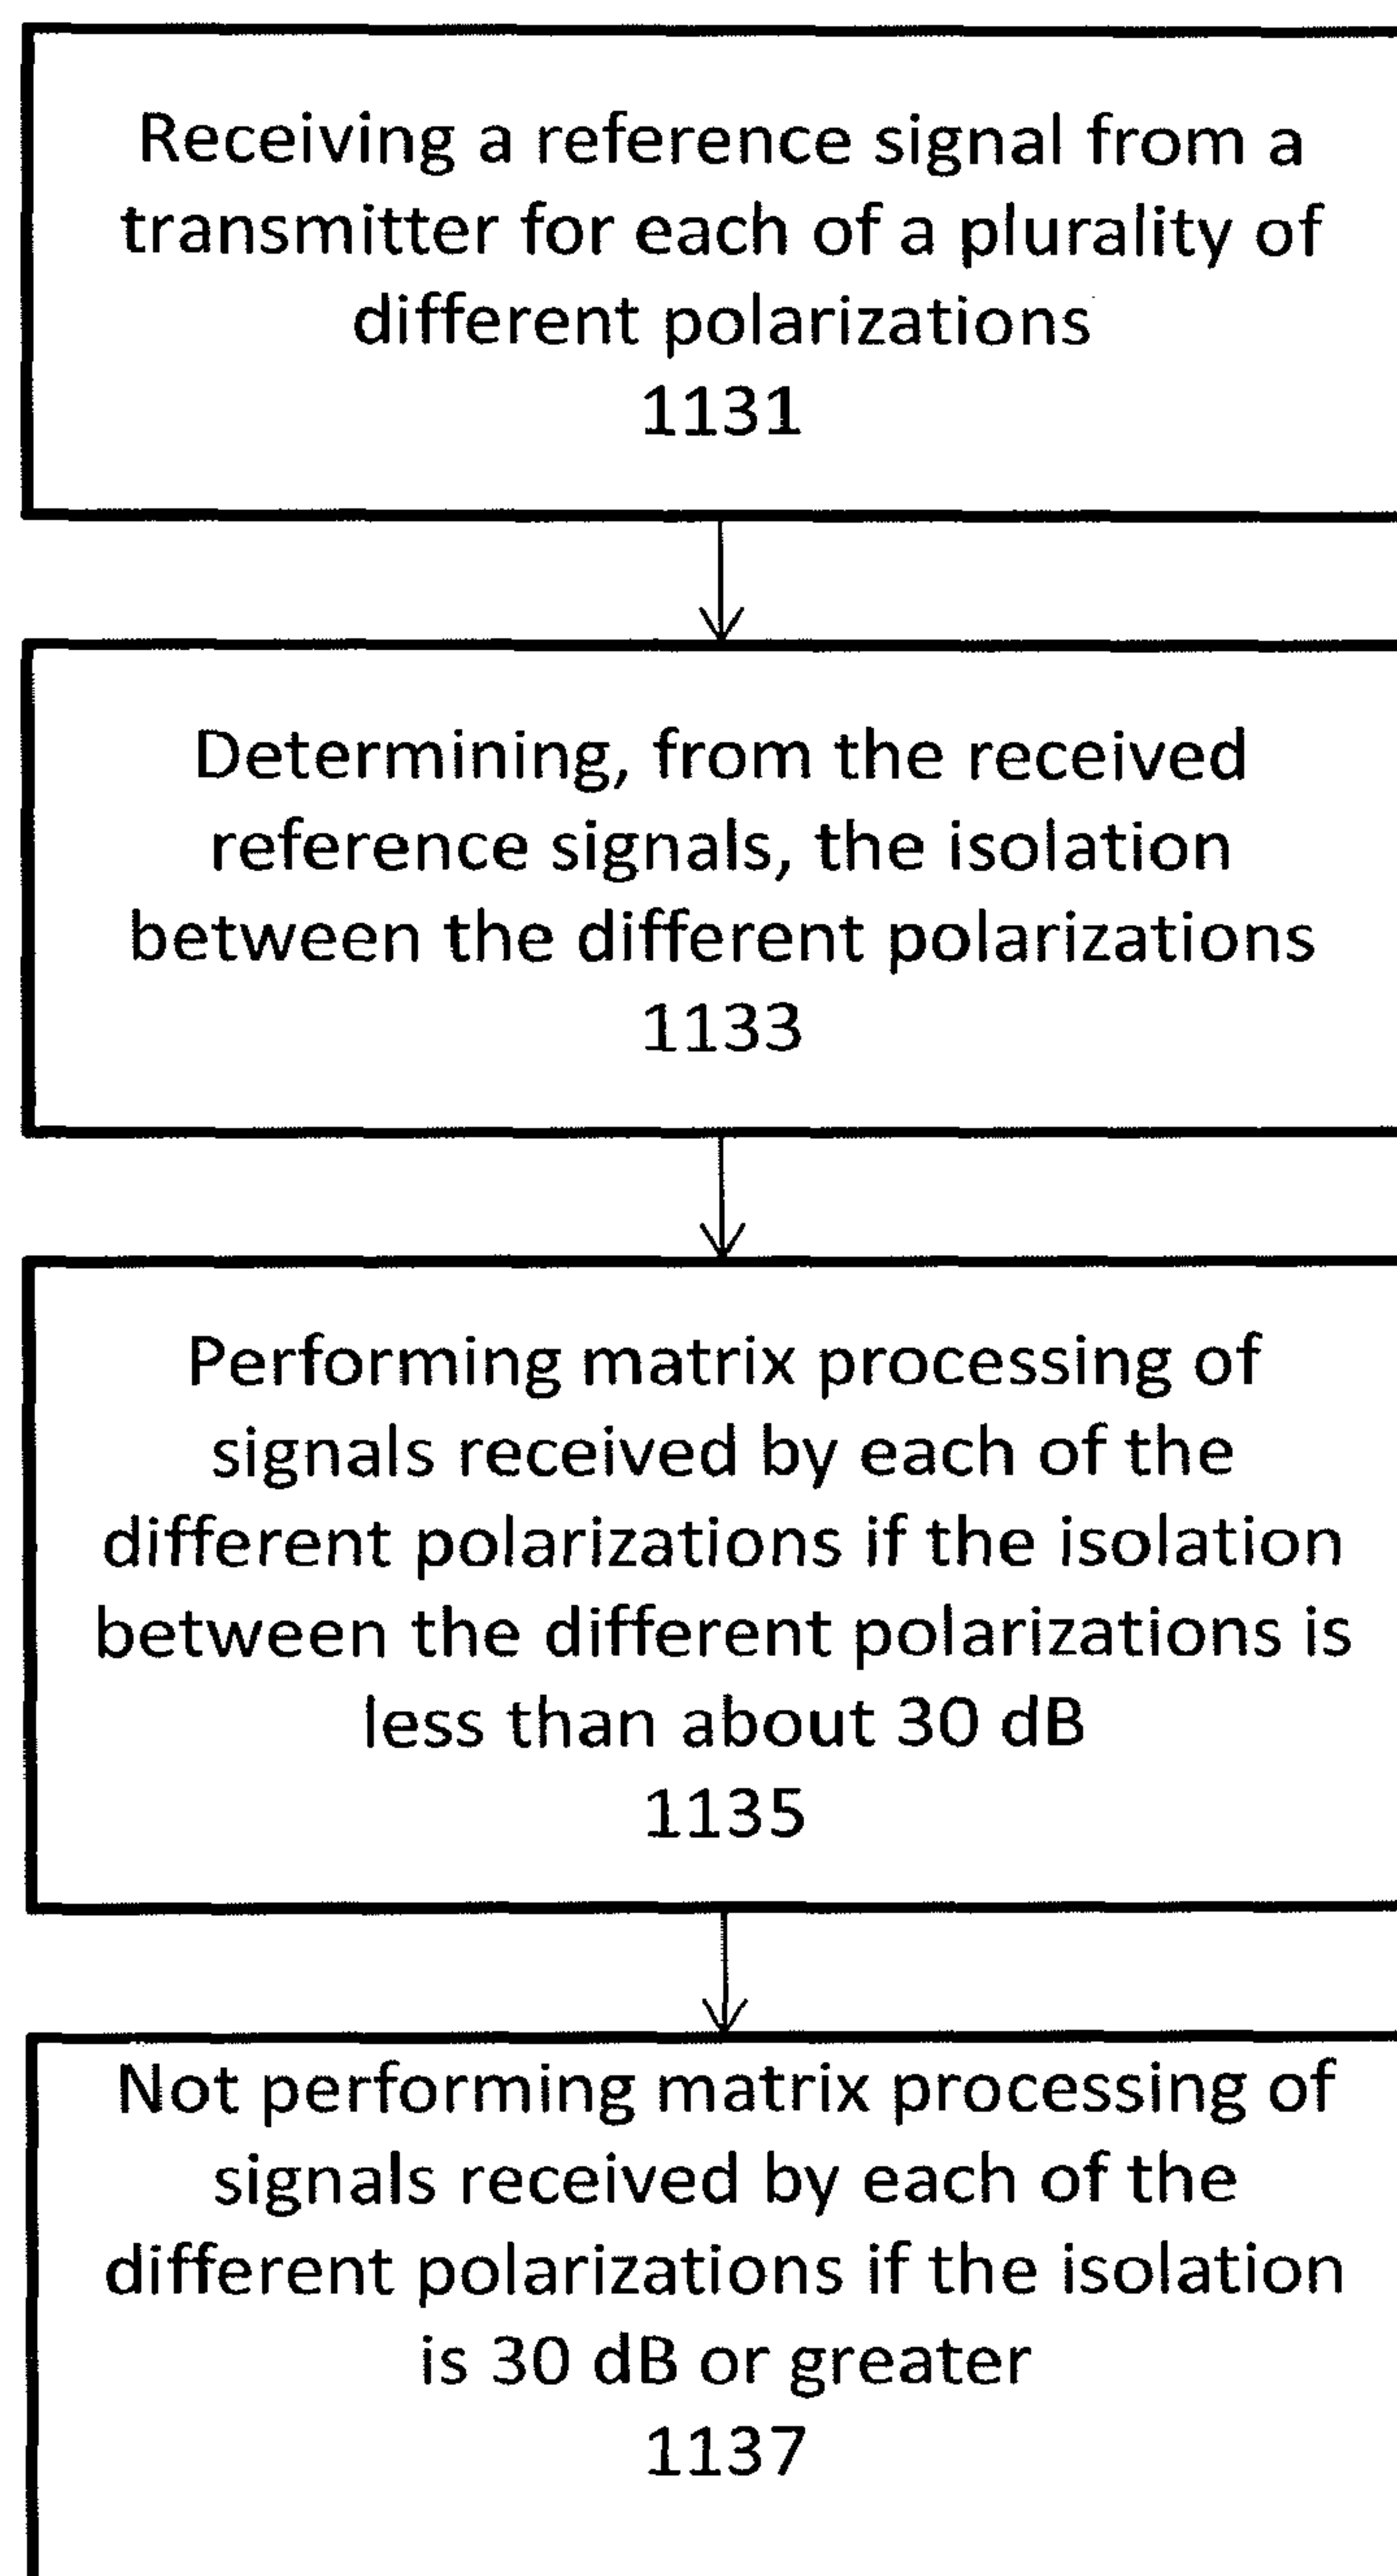 Receiving a reference signal from a
transmitter for each of a plurality of
different polarizations
1131
Determining, from the received
reference signals, the isolation
between the different polarizations
1133
Performing matrix processing of
signals received by each of the
different polarizations if the isolation
between the different polarizations is
less than about 30 dB
1135
Not performing matrix processing of
signals received by each of the
different polarizations if the isolation
is 30 dB or greater
1137